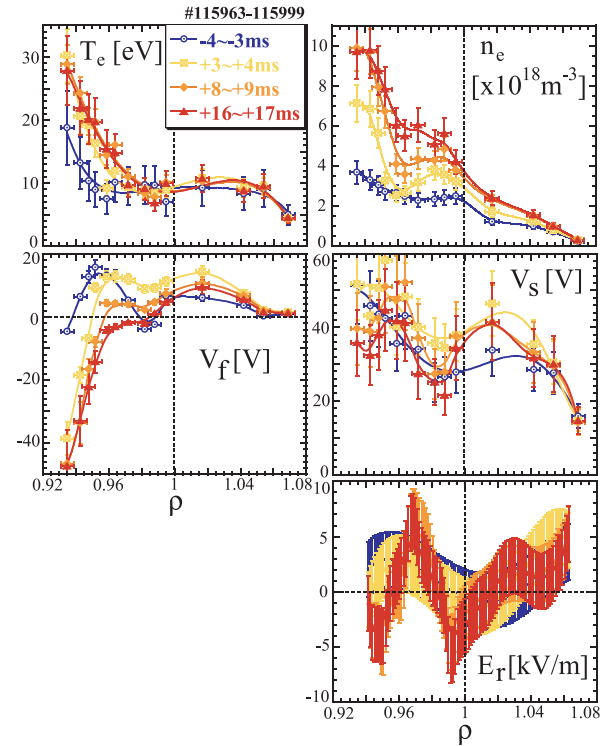 #115963-115999
T_e [eV]
-4~-3ms
+3~+4ms
+8~+9ms
+16~+17ms
30
20
10
0
n_e
[x10^18 m^-3]
10
8
6
4
2
0
20
10
0
-20
-40
V_f [V]
0.92
0.96
1
1.04
1.08
ρ
60
40
20
0
V_s [V]
10
5
0
-5
-10
E_r [kV/m]
0.92
0.96
1
1.04
1.08
ρ